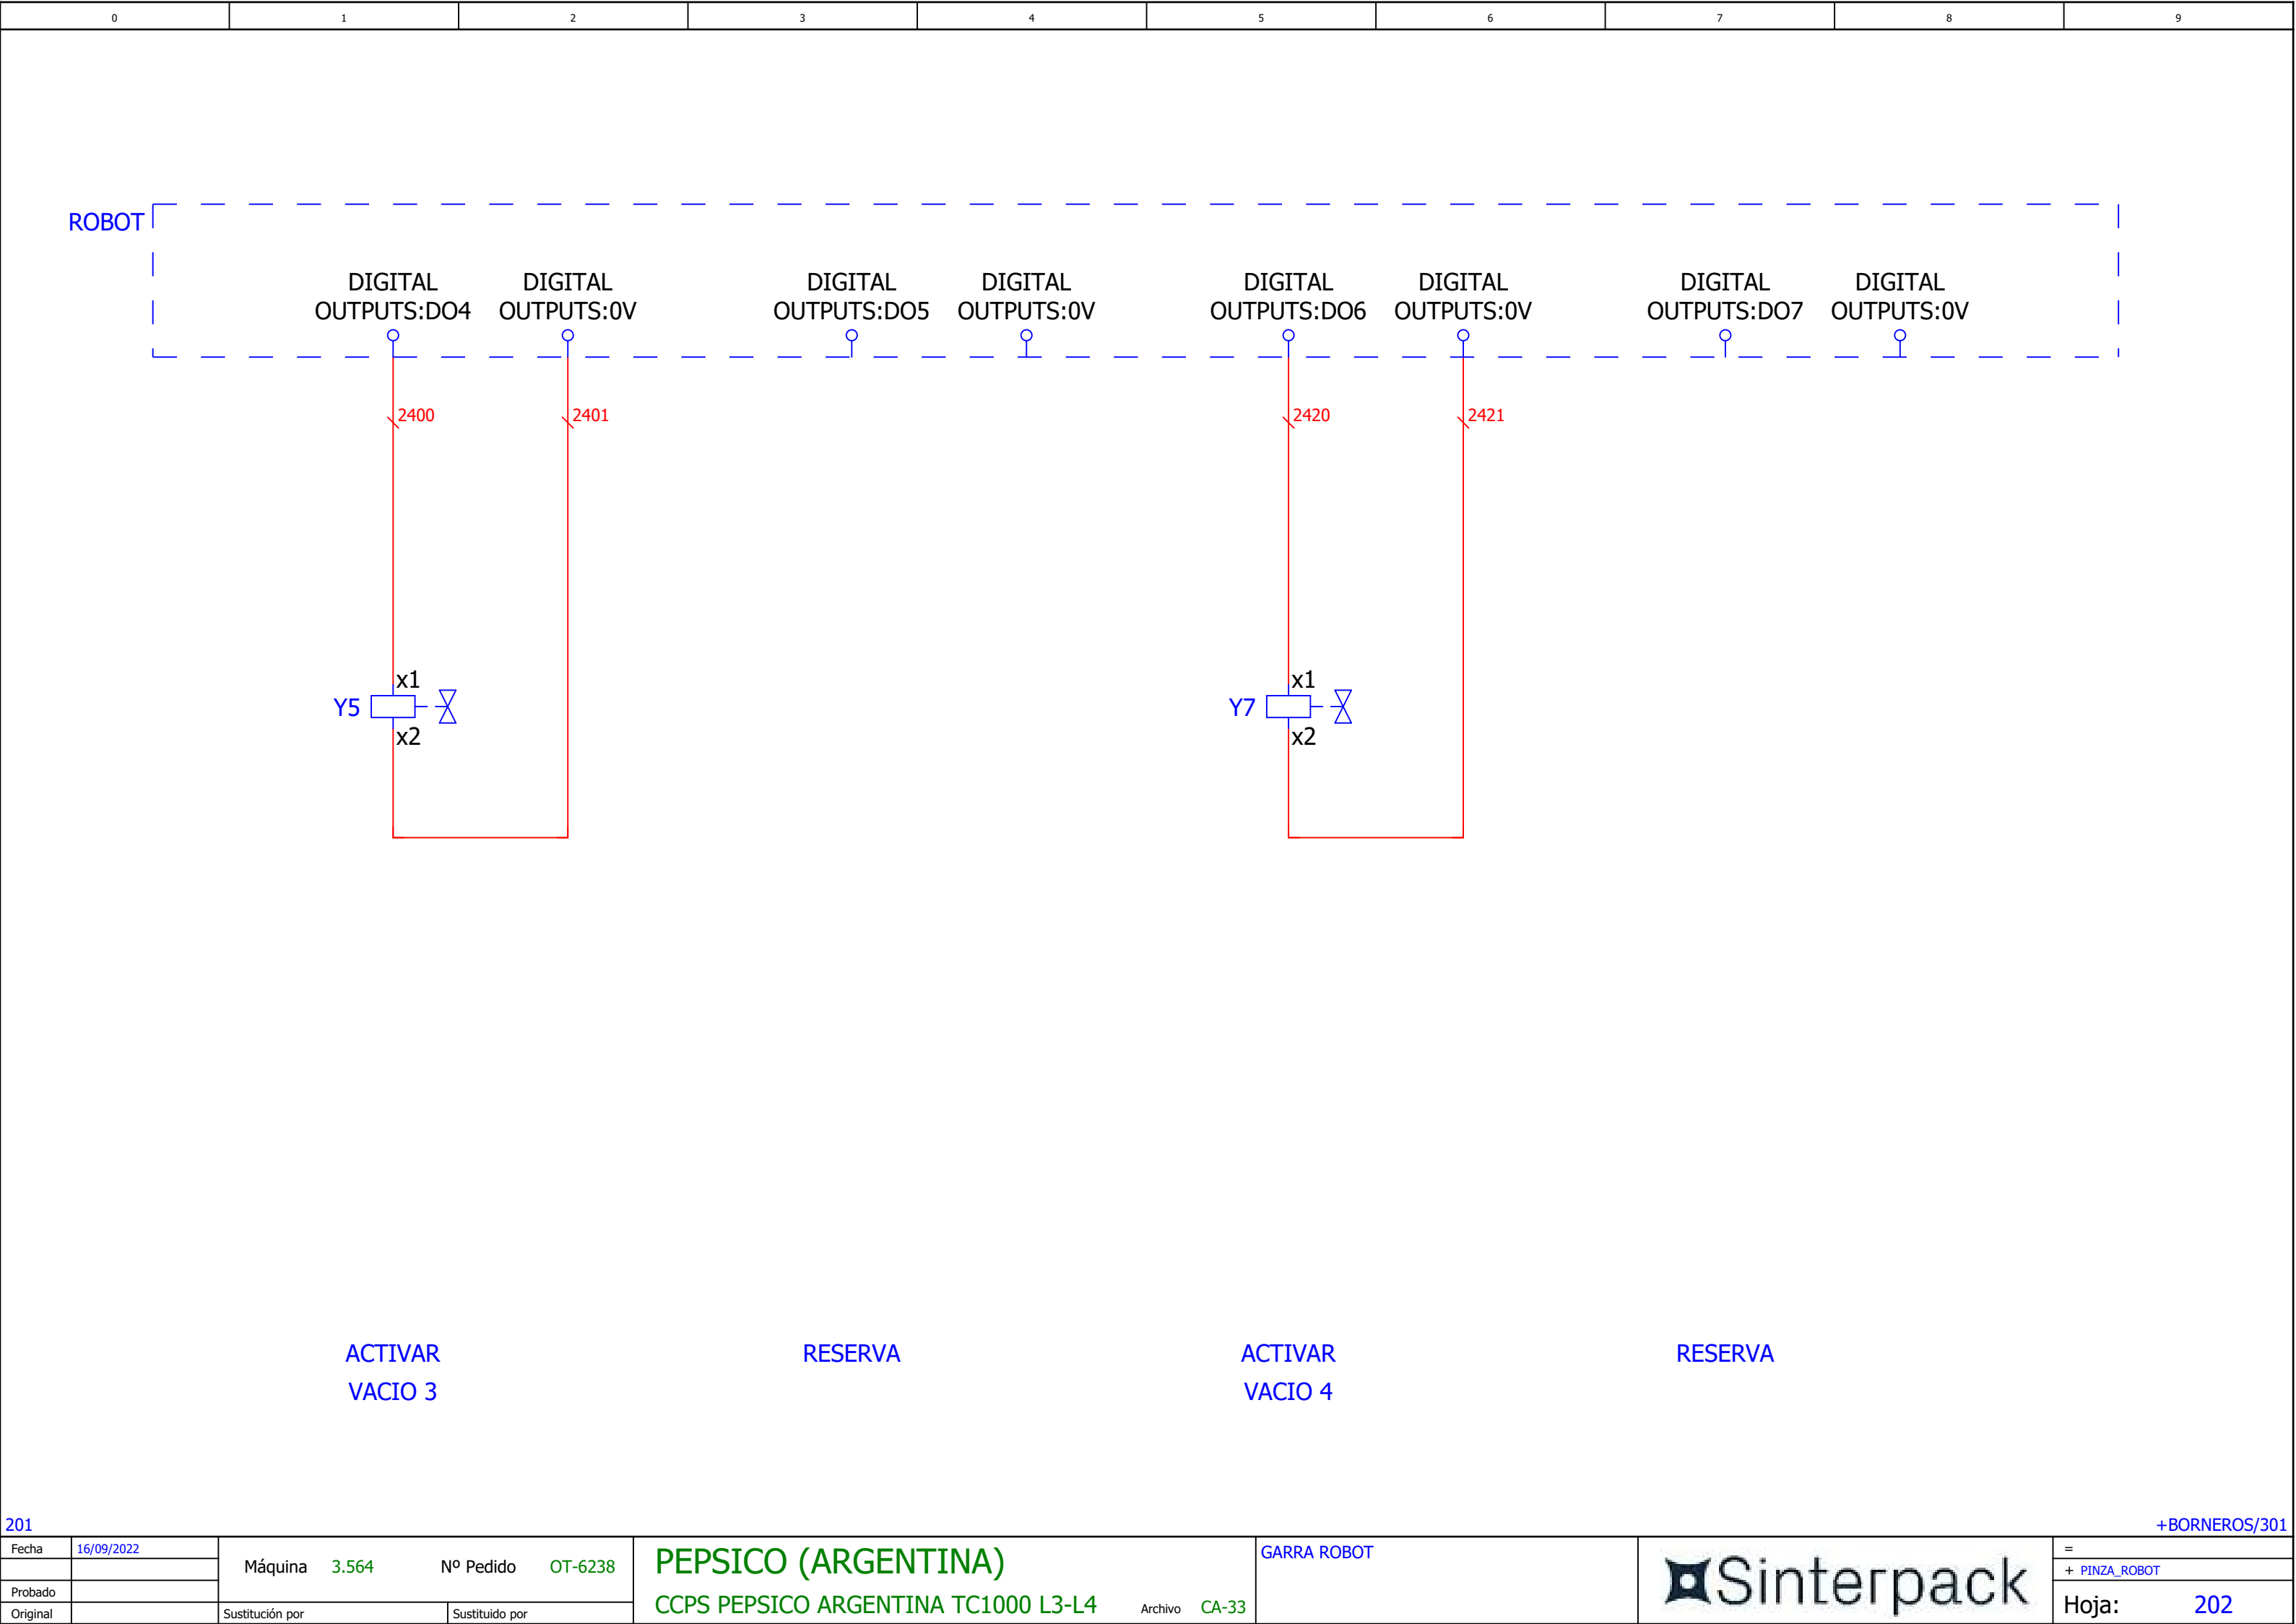 0 1 2 3 4 5 6 7 8 9
ROBOT
DIGITAL DIGITAL DIGITAL DIGITAL DIGITAL DIGITAL DIGITAL DIGITAL
OUTPUTS:DO4 OUTPUTS:0V OUTPUTS:DO5 OUTPUTS:0V OUTPUTS:DO6 OUTPUTS:0V OUTPUTS:DO7 OUTPUTS:0V
2400 2401 2420 2421
x1 x1
Y5 Y7
x2 x2
ACTIVAR RESERVA ACTIVAR RESERVA
VACIO 3 VACIO 4
201 +BORNEROS/301
Fecha 16/09/2022
Probado
Original
Máquina 3.564 Nº Pedido OT-6238
Sustitución por Sustituido por
PEPSICO (ARGENTINA)
CCPS PEPSICO ARGENTINA TC1000 L3-L4 Archivo CA-33
GARRA ROBOT
Sinterpack
=
+ PINZA_ROBOT
Hoja: 202